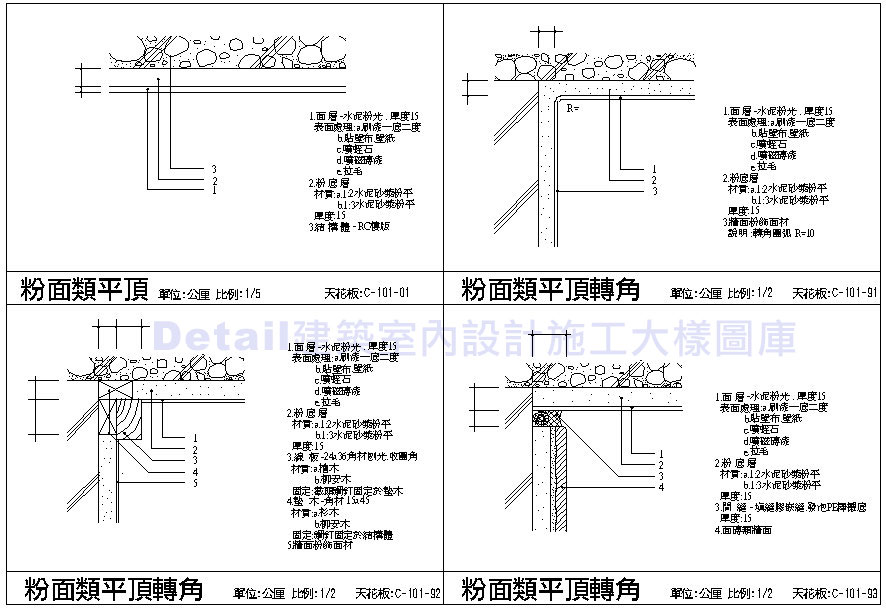 3
2
1
1.面 層 -水泥粉光 . 厚度15
表面處理:a.刷漆一底二度
b.貼壁布.壁紙
c.噴蛭石
d.噴磁磚漆
e.拉毛
2.粉 底 層
材質:a.1:2水泥砂漿粉平
b.1:3水泥砂漿粉平
厚度:15
3.結 構 體 - RC樓版
粉面類平頂 單位:公厘 比例:1/5 天花板:C-101-01
R=
1
2
3
1.面 層 -水泥粉光 . 厚度15
表面處理:a.刷漆一底二度
b.貼壁布.壁紙
c.噴蛭石
d.噴磁磚漆
e.拉毛
2.粉 底 層
材質:a.1:2水泥砂漿粉平
b.1:3水泥砂漿粉平
厚度:15
3.牆面粉飾面材
說明 :轉角圓弧 R=10
粉面類平頂轉角 單位:公厘 比例:1/2 天花板:C-101-91
Detail建築室內設計施工大樣圖庫
1
2
3
4
5
1.面 層 -水泥粉光 . 厚度15
表面處理:a.刷漆一底二度
b.貼壁布.壁紙
c.噴蛭石
d.噴磁磚漆
e.拉毛
2.粉 底 層
材質:a.1:2水泥砂漿粉平
b.1:3水泥砂漿粉平
厚度:15
3.線 板 -24x36角材刨光.收圓角
材質:a.檜木
b.柳安木
固定:截頭鋼釘固定於墊木
4.墊 木 -角材 15x45
材質:a.杉木
b.柳安木
固定:鋼釘固定於結構體
5.牆面粉飾面材
粉面類平頂轉角 單位:公厘 比例:1/2 天花板:C-101-92
1
2
3
4
1.面 層 -水泥粉光 . 厚度15
表面處理:a.刷漆一底二度
b.貼壁布.壁紙
c.噴蛭石
d.噴磁磚漆
e.拉毛
2.粉 底 層
材質:a.1:2水泥砂漿粉平
b.1:3水泥砂漿粉平
厚度:15
3.間 縫 - 填縫膠嵌縫.發泡PE棒襯底
厚度:15
4.面磚類牆面
粉面類平頂轉角 單位:公厘 比例:1/2 天花板:C-101-93